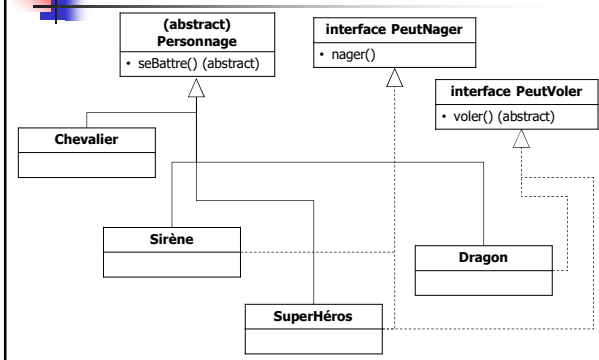 (abstract)
Personnage
• seBattre() (abstract)
interface PeutNager
• nager()
interface PeutVoler
• voler() (abstract)
Chevalier
Sirène
Dragon
SuperHéros